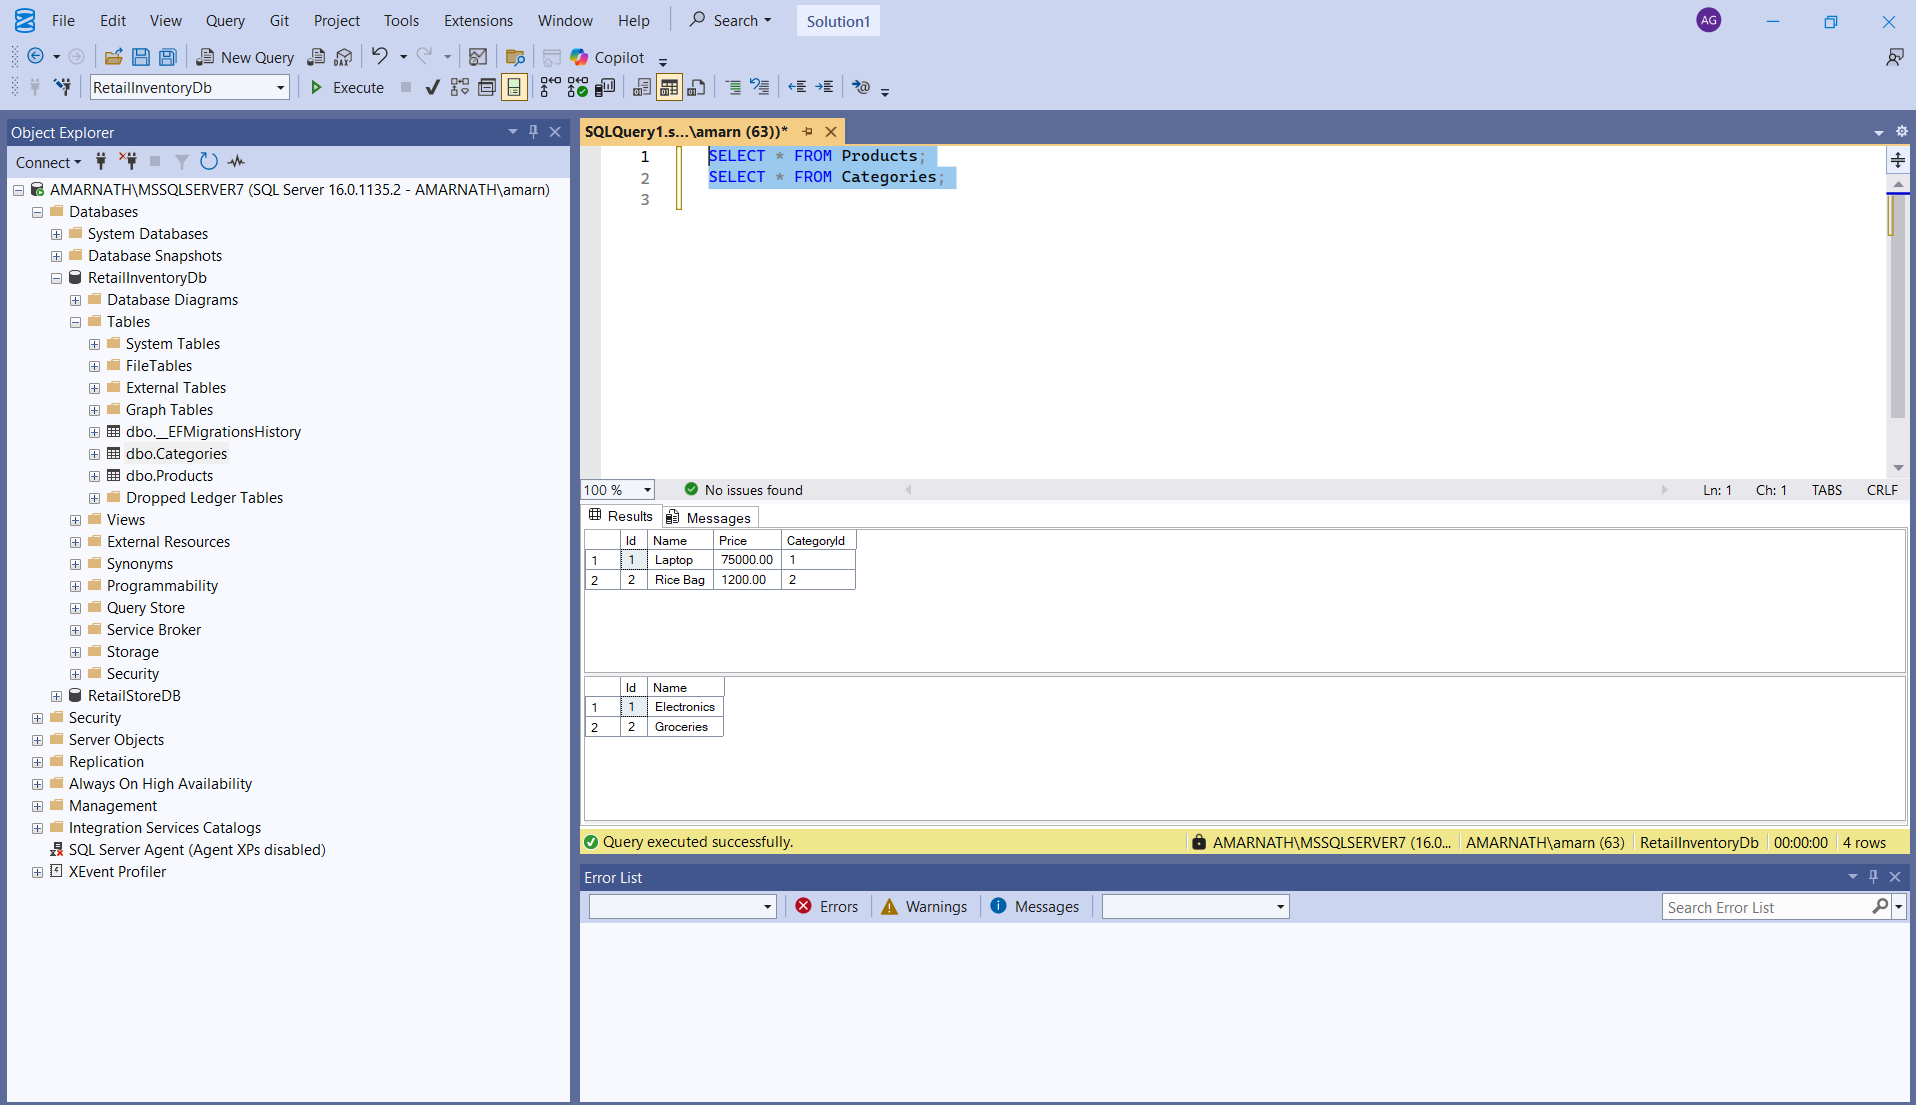 File Edit View Query Git Project Tools Extensions Window Help Search Solution1 AG
New Query DAX Copilot
RetailInventoryDb Execute
Object Explorer
Connect
AMARNATH\MSSQLSERVER7 (SQL Server 16.0.1135.2 - AMARNATH\amarn)
Databases
System Databases
Database Snapshots
RetailInventoryDb
Database Diagrams
Tables
System Tables
FileTables
External Tables
Graph Tables
dbo.__EFMigrationsHistory
dbo.Categories
dbo.Products
Dropped Ledger Tables
Views
External Resources
Synonyms
Programmability
Query Store
Service Broker
Storage
Security
RetailStoreDB
Security
Server Objects
Replication
Always On High Availability
Management
Integration Services Catalogs
SQL Server Agent (Agent XPs disabled)
XEvent Profiler
SQLQuery1.s...\amarn (63))*
1 SELECT * FROM Products;
2 SELECT * FROM Categories;
3
100 % No issues found Ln: 1 Ch: 1 TABS CRLF
Results Messages
Id Name Price CategoryId
1 1 Laptop 75000.00 1
2 2 Rice Bag 1200.00 2
Id Name
1 1 Electronics
2 2 Groceries
Query executed successfully. AMARNATH\MSSQLSERVER7 (16.0... AMARNATH\amarn (63) RetailInventoryDb 00:00:00 4 rows
Error List
Errors Warnings Messages Search Error List